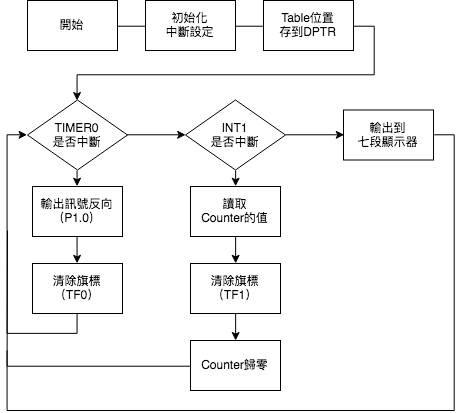 開始
初始化
中斷設定
Table位置
存到DPTR
TIMER0
是否中斷
INT1
是否中斷
輸出到
七段顯示器
輸出訊號反向
（P1.0）
讀取
Counter的值
清除旗標
（TF0）
清除旗標
（TF1）
Counter歸零